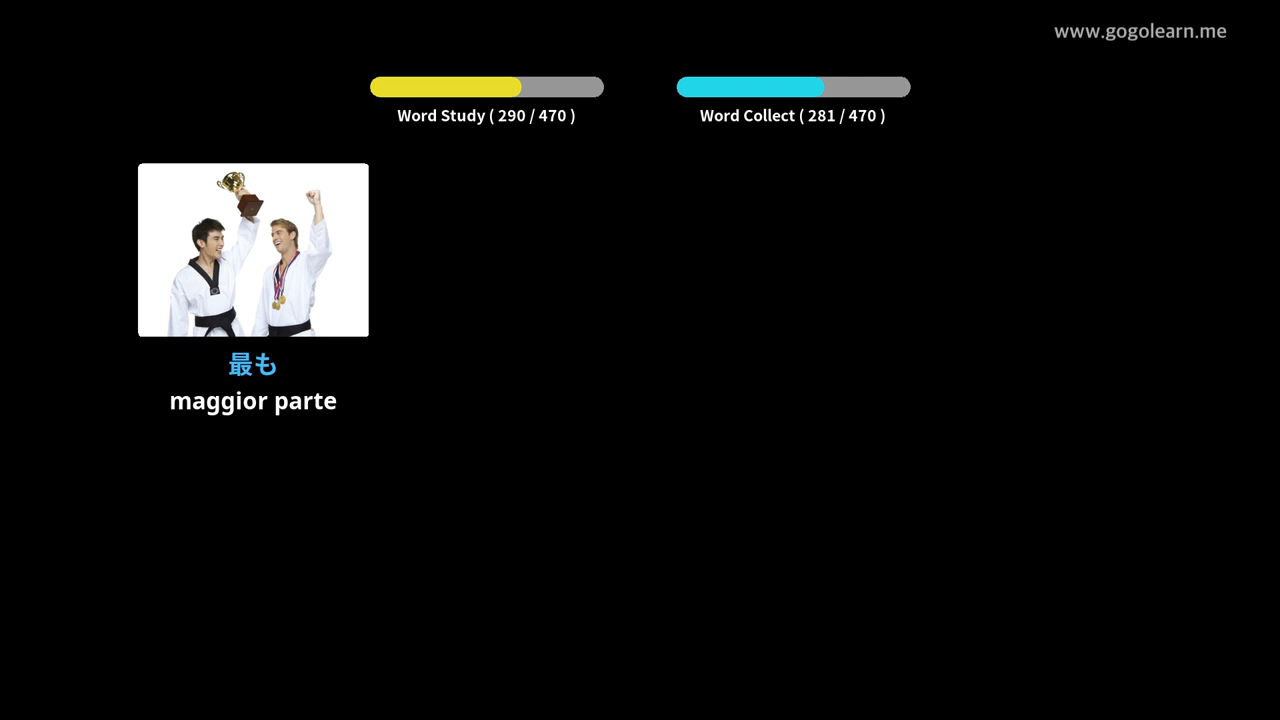 www.gogolearn.me
Word Study ( 290 / 470 )
Word Collect ( 281 / 470 )
最も
maggior parte